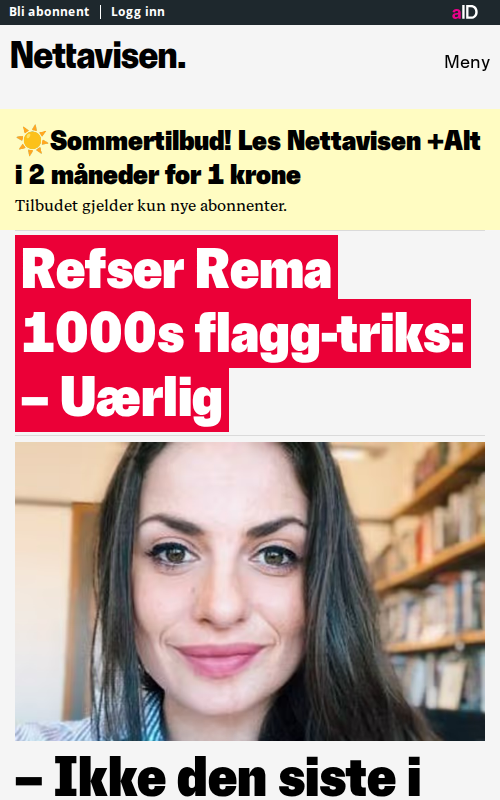 Bli abonnent | Logg inn
aID
Nettavisen.
Meny
☀️Sommertilbud! Les Nettavisen +Alt
i 2 måneder for 1 krone
Tilbudet gjelder kun nye abonnenter.
Refser Rema
1000s flagg-triks:
– Uærlig
– Ikke den siste i